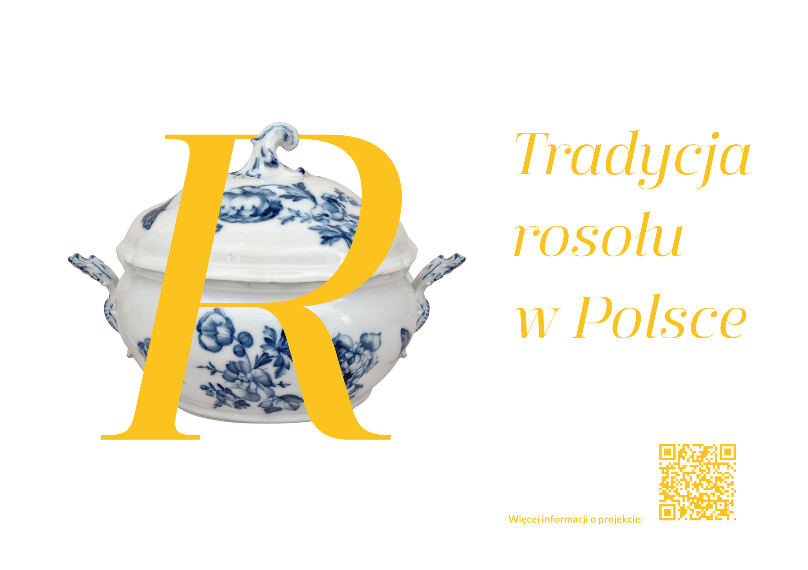 R
Tradycja
rosołu
w Polsce
Więcej informacji o projekcie: